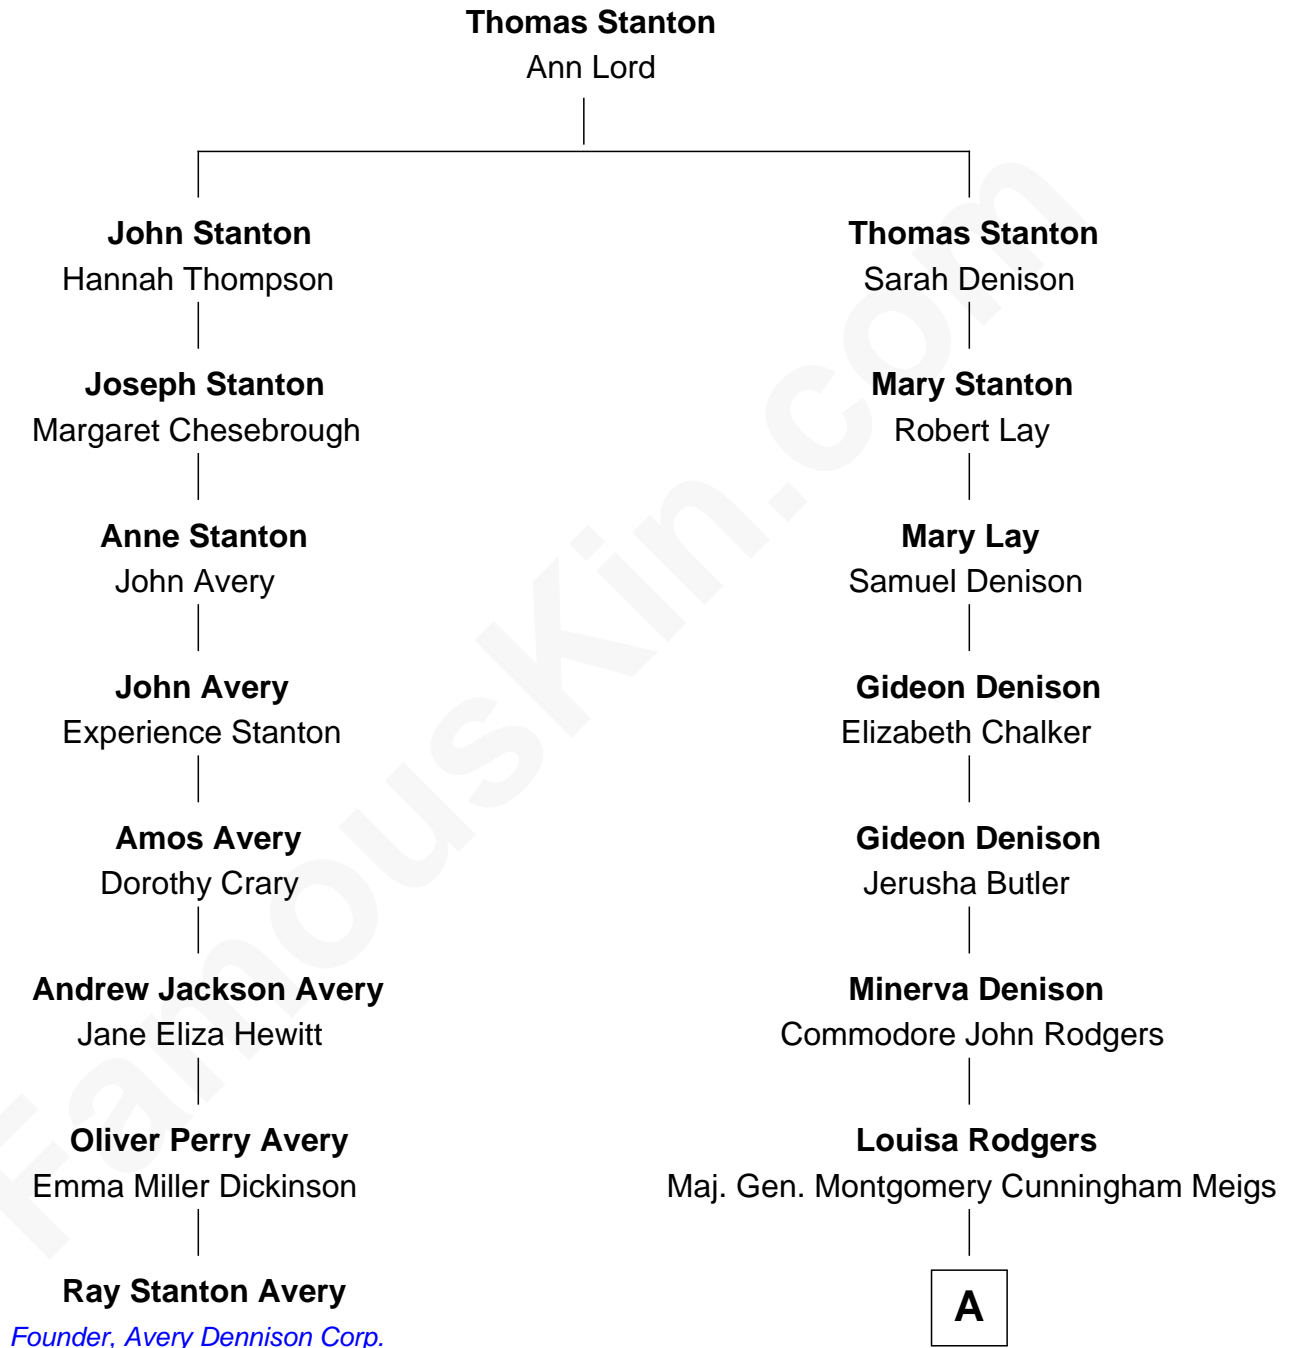 Thomas Stanton
Ann Lord
John Stanton
Hannah Thompson
Thomas Stanton
Sarah Denison
Joseph Stanton
Margaret Chesebrough
Mary Stanton
Robert Lay
Anne Stanton
John Avery
Mary Lay
Samuel Denison
John Avery
Experience Stanton
Gideon Denison
Elizabeth Chalker
Amos Avery
Dorothy Crary
Gideon Denison
Jerusha Butler
Andrew Jackson Avery
Jane Eliza Hewitt
Minerva Denison
Commodore John Rodgers
Oliver Perry Avery
Emma Miller Dickinson
Louisa Rodgers
Maj. Gen. Montgomery Cunningham Meigs
Ray Stanton Avery
Founder, Avery Dennison Corp.
A
FamousKin.com